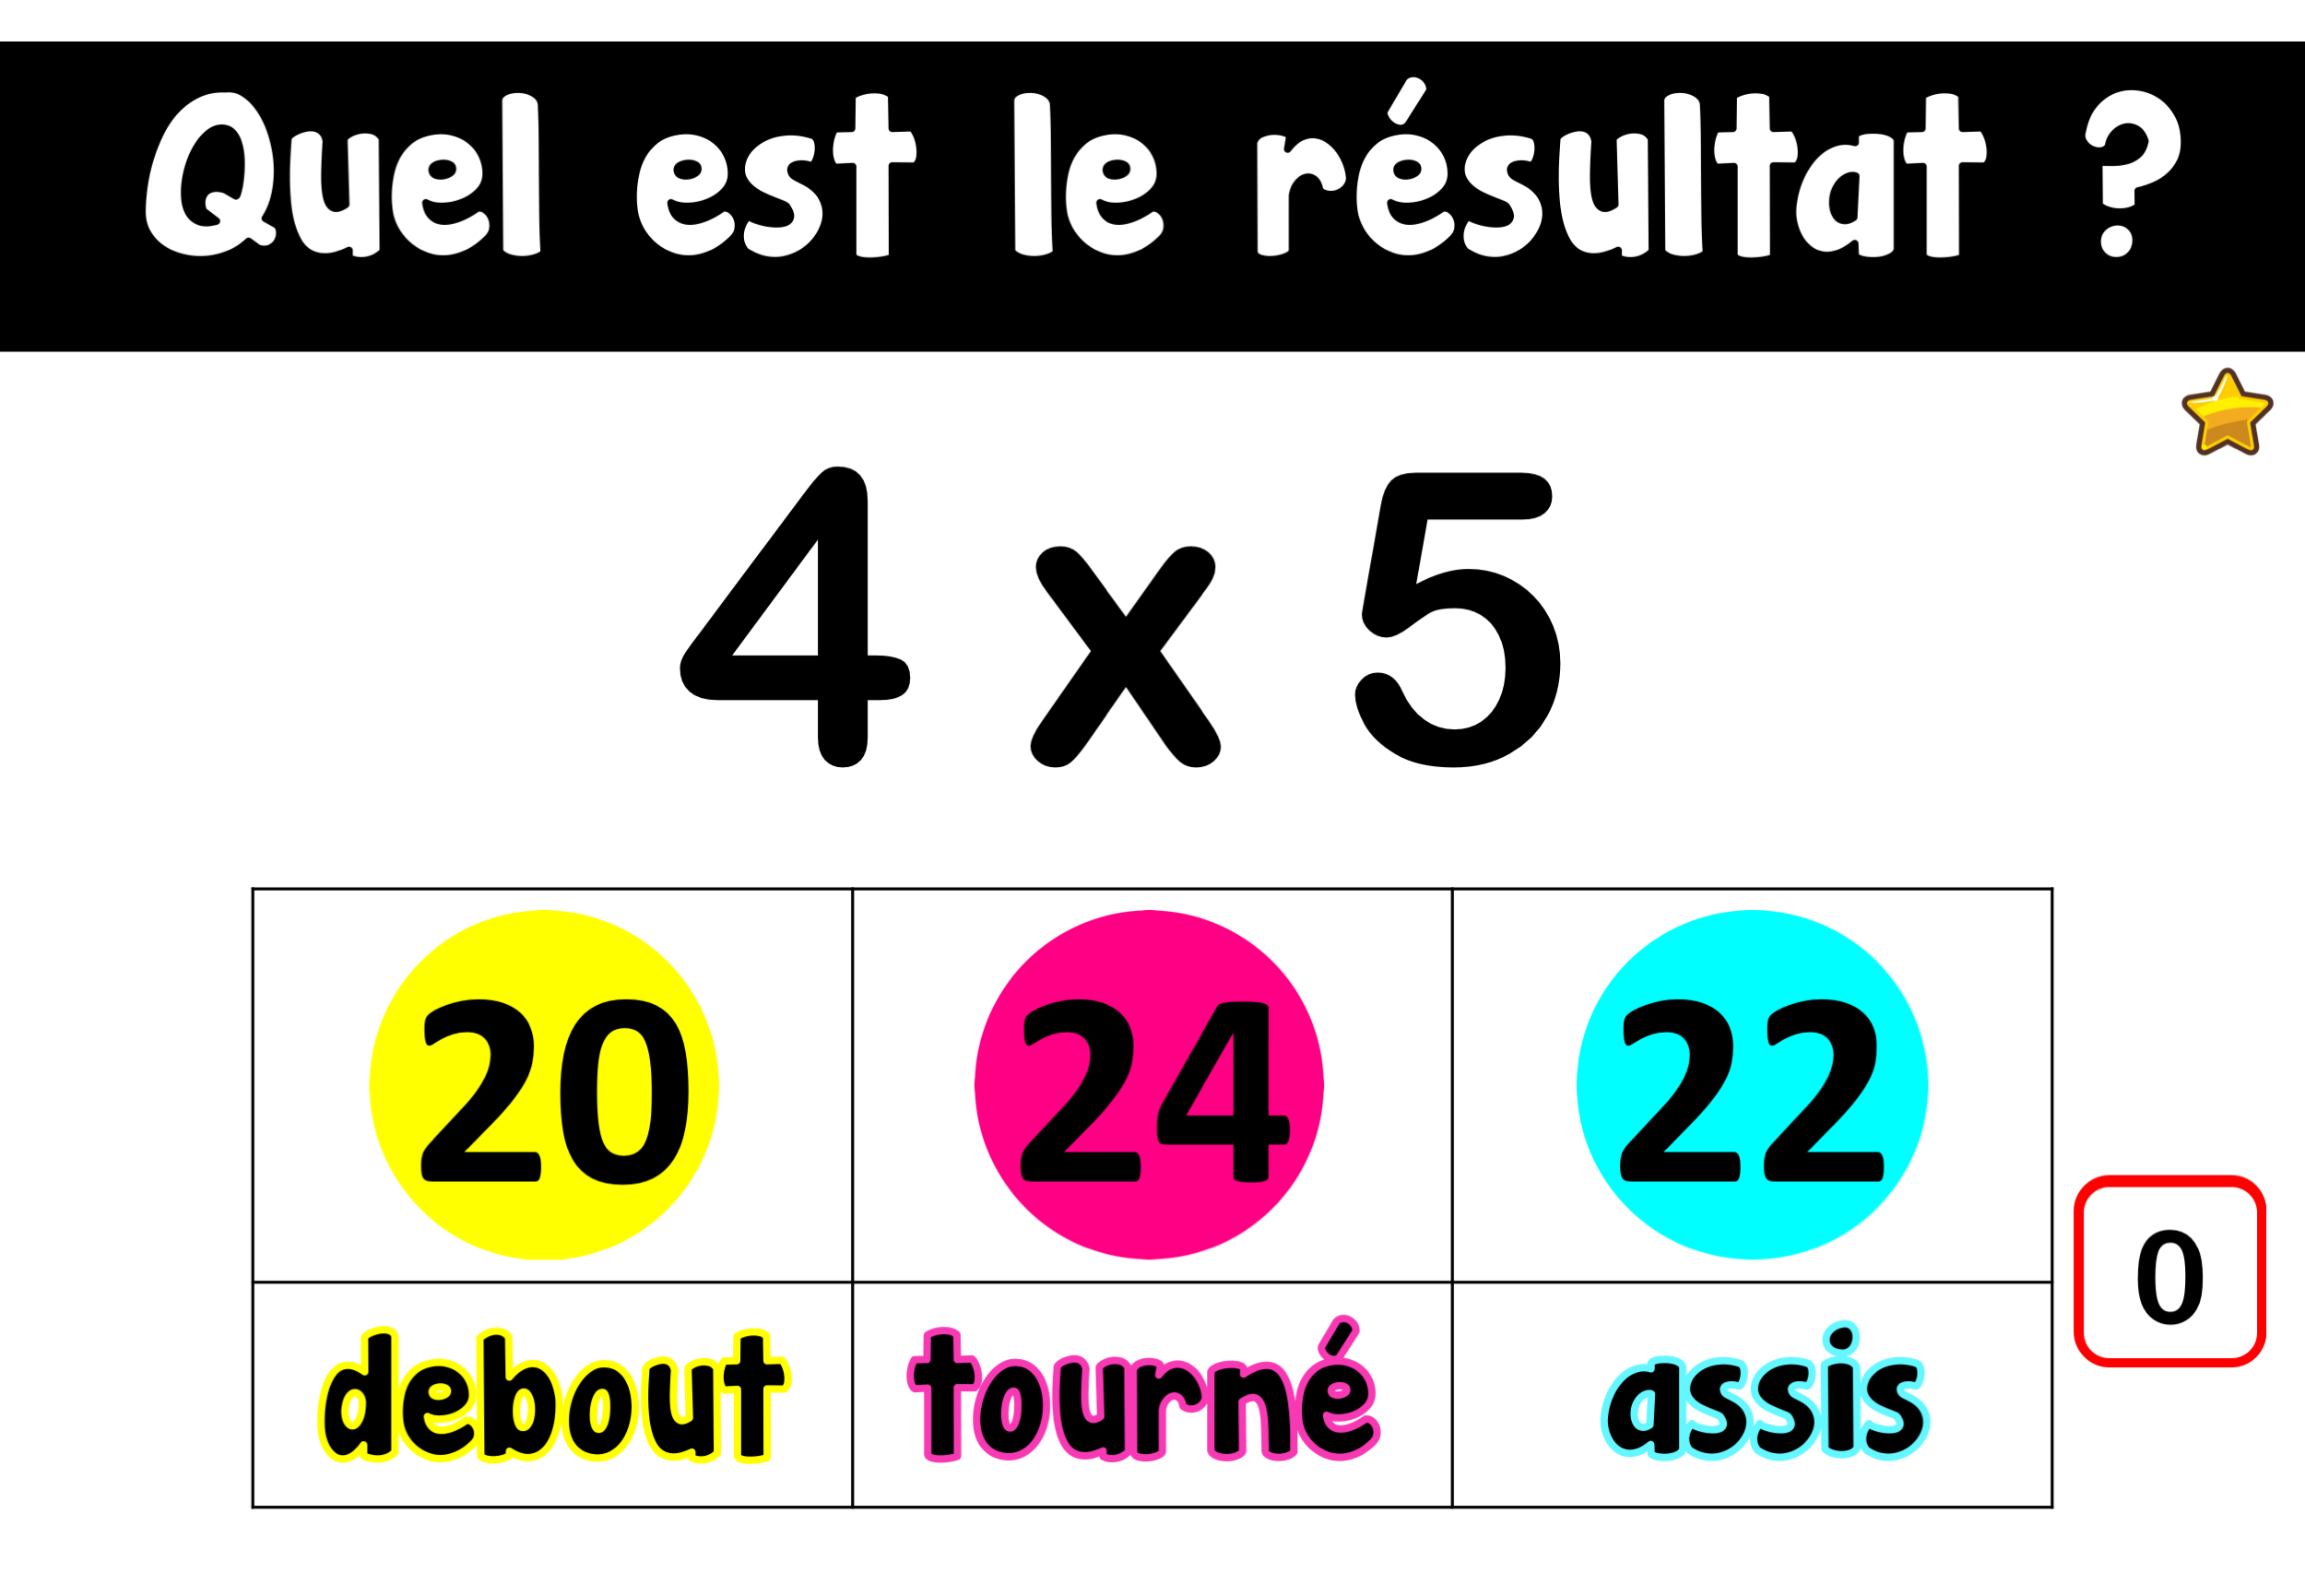 Quel est le résultat ?
4 x 5
20 24 22
0
debout tourné assis